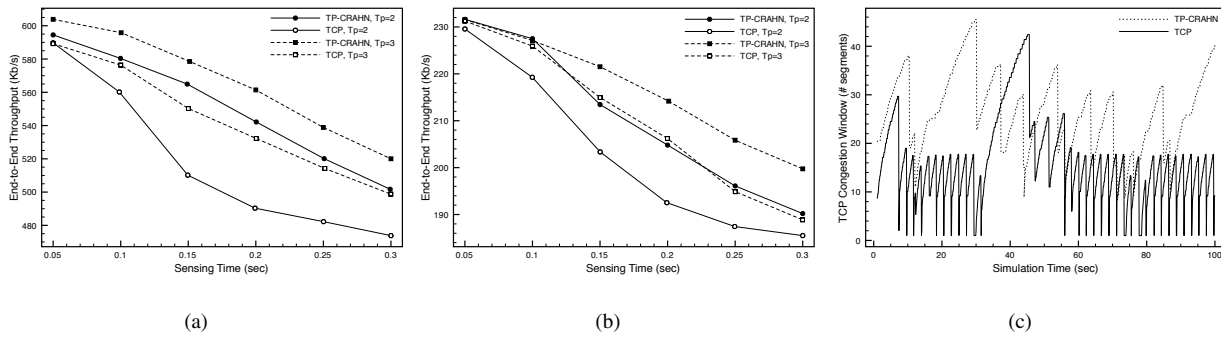 End-to-End Throughput (Kb/s)
600
580
560
540
520
500
480
TP-CRAHN, Tp=2
TCP, Tp=2
TP-CRAHN, Tp=3
TCP, Tp=3
0.05
0.1
0.15
0.2
0.25
0.3
Sensing Time (sec)
(a)
End-to-End Throughput (Kb/s)
230
220
210
200
190
TP-CRAHN, Tp=2
TCP, Tp=2
TP-CRAHN, Tp=3
TCP, Tp=3
0.05
0.1
0.15
0.2
0.25
0.3
Sensing Time (sec)
(b)
TCP Congestion Window (# segments)
40
30
20
10
0
TP-CRAHN
TCP
0
20
40
60
80
100
Simulation Time (sec)
(c)